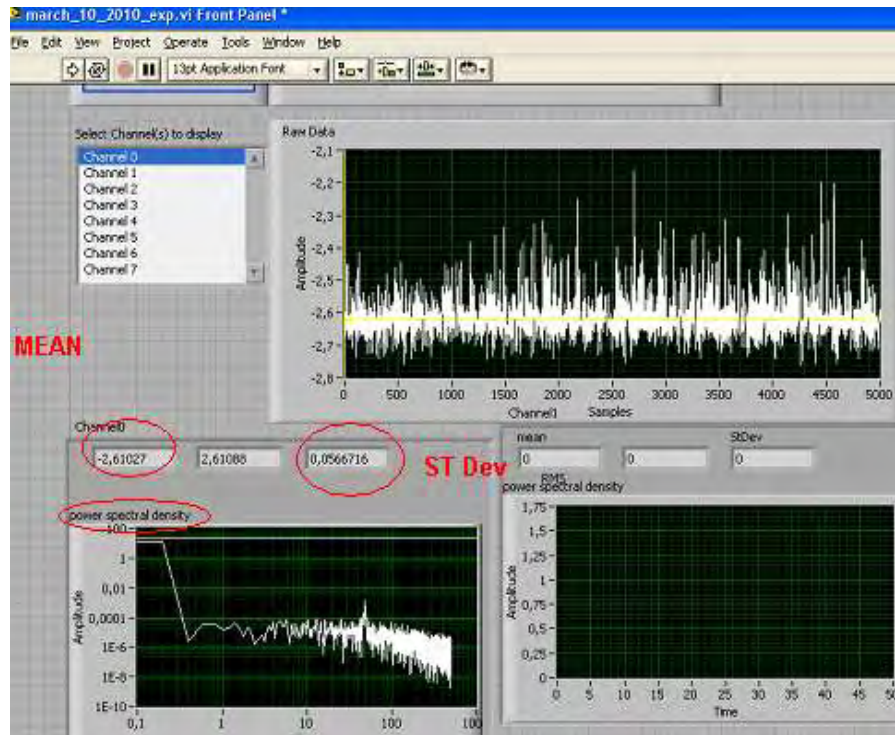 march_10_2010_exp.vi Front Panel *
File Edit View Project Operate Tools Window Help
13pt Application Font
Select Channel(s) to display
Channel 0
Channel 1
Channel 2
Channel 3
Channel 4
Channel 5
Channel 6
Channel 7
Raw Data
Amplitude
-2,1
-2,2
-2,3
-2,4
-2,5
-2,6
-2,7
-2,8
0 500 1000 1500 2000 2500 3000 3500 4000 4500 5000
Channel1 Samples
MEAN
Channel0
-2,61027 2,61088 0,0566716
ST Dev
mean StDev
0 0 0
RMS
power spectral density
Amplitude
100
1
0,01
0,0001
1E-6
1E-8
1E-10
0,1 1 10 100
power spectral density
Amplitude
1,75
1,5
1,25
1
0,75
0,5
0,25
0
0 5 10 15 20 25 30 35 40 45
Time